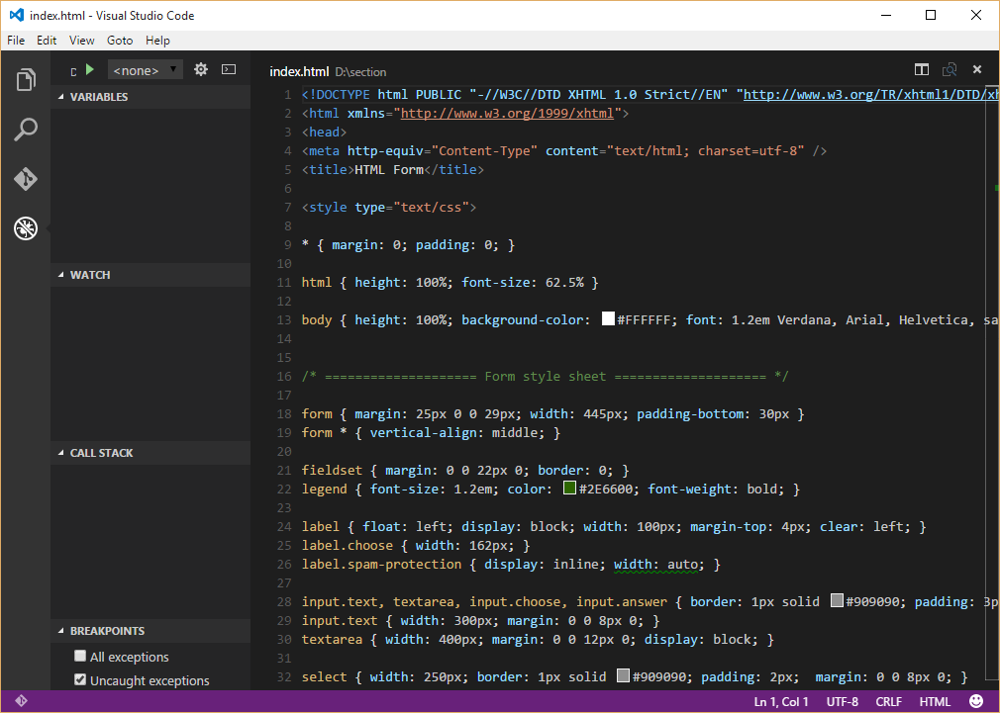 index.html - Visual Studio Code
File Edit View Goto Help
<none>
VARIABLES
WATCH
CALL STACK
BREAKPOINTS
All exceptions
Uncaught exceptions
index.html D:\section
1 <!DOCTYPE html PUBLIC "-//W3C//DTD XHTML 1.0 Strict//EN" "http://www.w3.org/TR/xhtml1/DTD/xh
2 <html xmlns="http://www.w3.org/1999/xhtml">
3 <head>
4 <meta http-equiv="Content-Type" content="text/html; charset=utf-8" />
5 <title>HTML Form</title>
6
7 <style type="text/css">
8
9 * { margin: 0; padding: 0; }
10
11 html { height: 100%; font-size: 62.5% }
12
13 body { height: 100%; background-color: #FFFFFF; font: 1.2em Verdana, Arial, Helvetica, sa
14
15
16 /* ==================== Form style sheet ==================== */
17
18 form { margin: 25px 0 0 29px; width: 445px; padding-bottom: 30px }
19 form * { vertical-align: middle; }
20
21 fieldset { margin: 0 0 22px 0; border: 0; }
22 legend { font-size: 1.2em; color: #2E6600; font-weight: bold; }
23
24 label { float: left; display: block; width: 100px; margin-top: 4px; clear: left; }
25 label.choose { width: 162px; }
26 label.spam-protection { display: inline; width: auto; }
27
28 input.text, textarea, input.choose, input.answer { border: 1px solid #909090; padding: 3p
29 input.text { width: 300px; margin: 0 0 8px 0; }
30 textarea { width: 400px; margin: 0 0 12px 0; display: block; }
31
32 select { width: 250px; border: 1px solid #909090; padding: 2px;  margin: 0 0 8px 0; }
Ln 1, Col 1 UTF-8 CRLF HTML